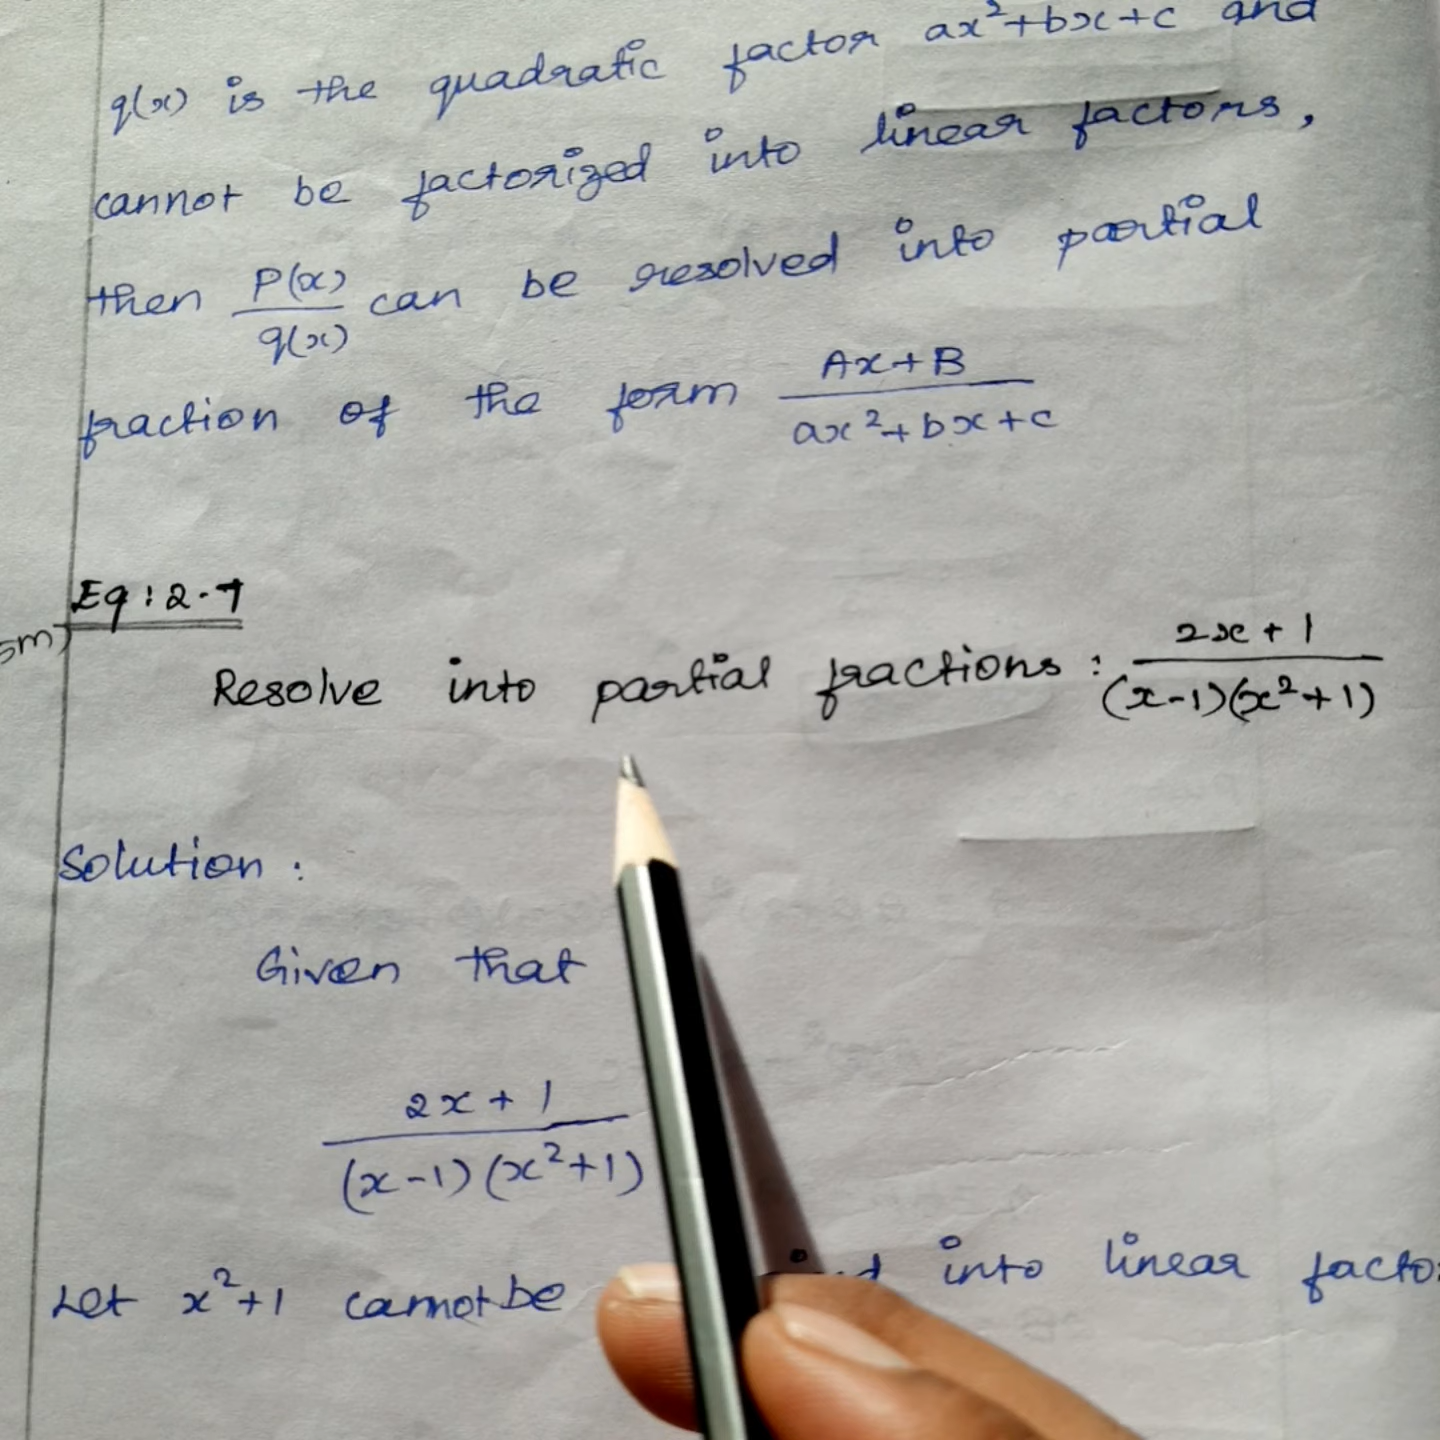 q(x) is the quadratic factor ax²+bx+c and
cannot be factorized into linear factors,
then P(x)/q(x) can be resolved into partial
fraction of the form Ax+B/ax²+bx+c
Eg: 2.7
5m)
Resolve into partial fractions: 2x+1/(x-1)(x²+1)
Solution:
Given that
2x+1
(x-1)(x²+1)
Let x²+1 cannot be into linear